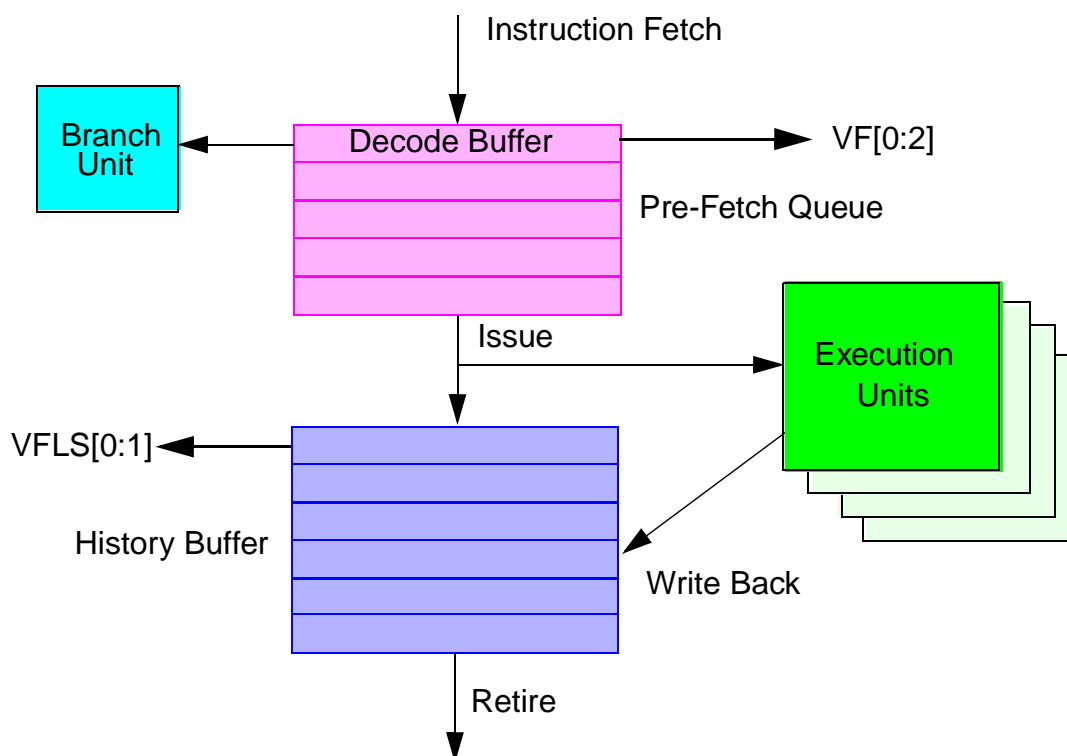 Instruction Fetch
Branch
Unit
Decode Buffer
VF[0:2]
Pre-Fetch Queue
Issue
Execution
Units
VFLS[0:1]
History Buffer
Write Back
Retire